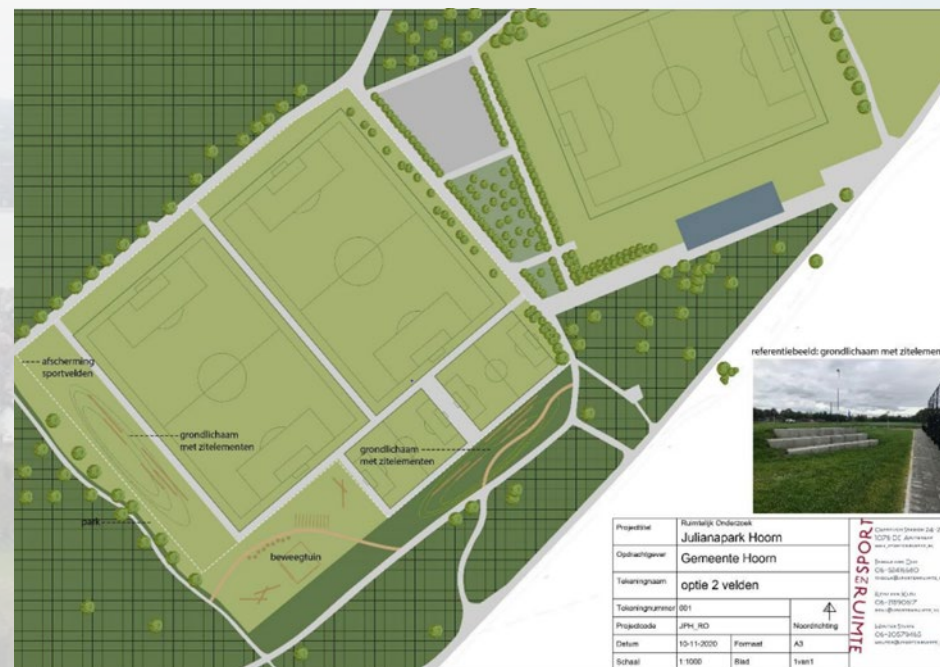 afscherming
sportvelden
grondlichaam
met zitelementen
grondlichaam
met zitelementen
park
beweegtuin
referentiebeeld: grondlichaam met
Projecttitel
Ruimtelijk Onderzoek
Julianapark Hoorn
Opdrachtgever
Gemeente Hoorn
Tekeningnaam
optie 2 velden
Tekeningnummer 001
Projectcode JPH_RO
Noordrichting
Datum 10-11-2020 Formaat A3
Schaal 1:1000 Blad 1van1
RUIMTE EN SPORT